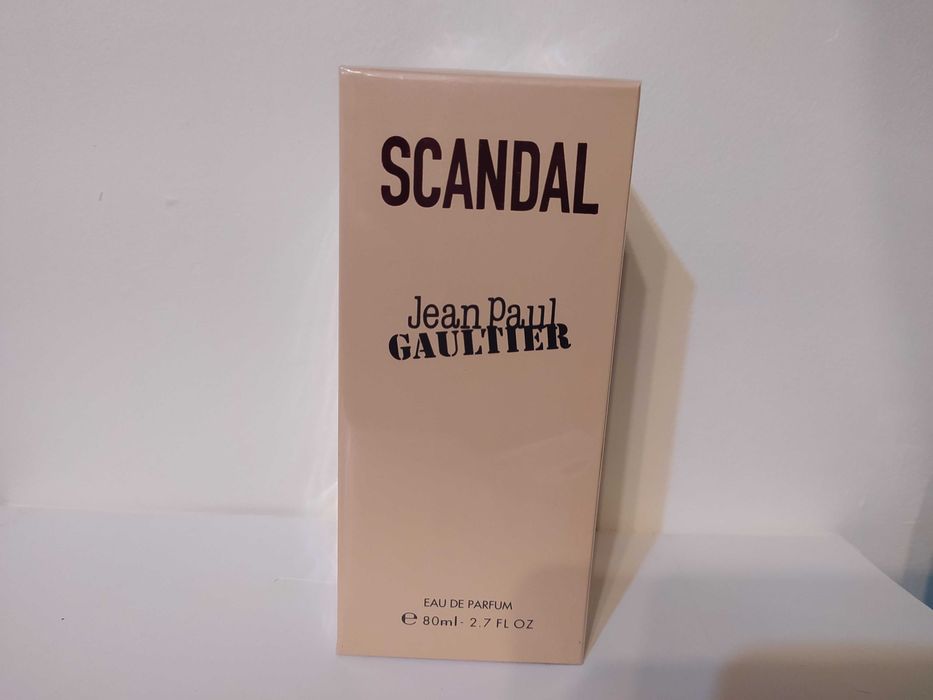 SCANDAL
Jean Paul
GAULTIER
EAU DE PARFUM
℮ 80ml - 2.7 FL OZ